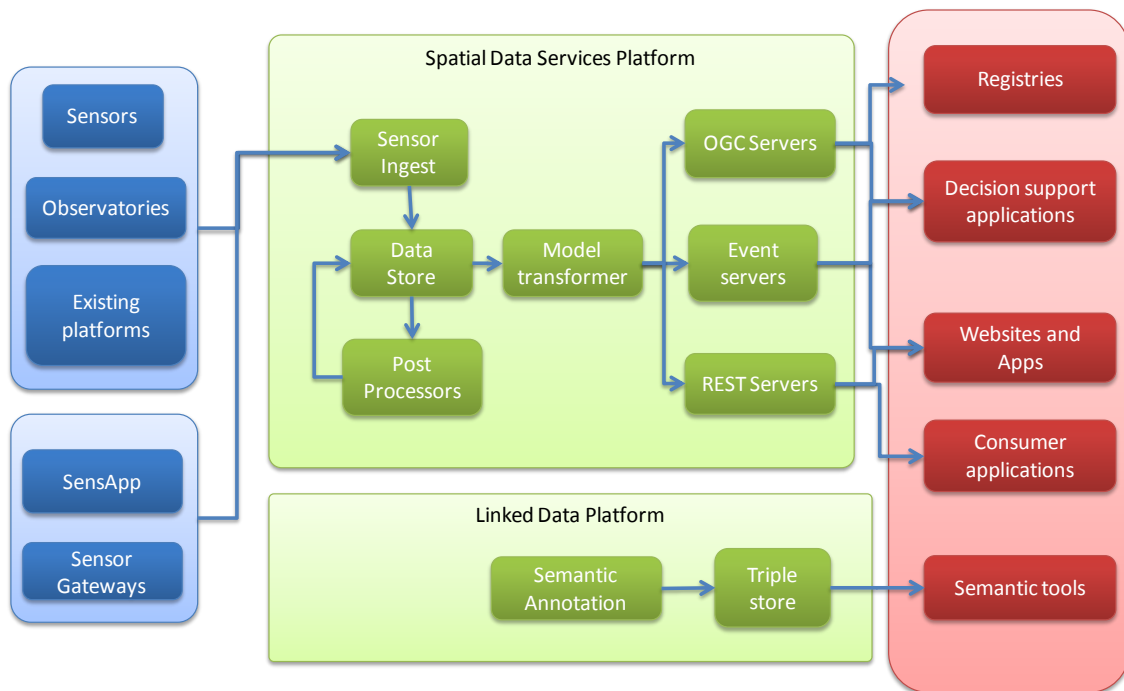 Sensors
Observatories
Existing
platforms
SensApp
Sensor
Gateways
Spatial Data Services Platform
Sensor
Ingest
Data
Store
Post
Processors
Model
transformer
OGC Servers
Event
servers
REST Servers
Linked Data Platform
Semantic
Annotation
Triple
store
Registries
Decision support
applications
Websites and
Apps
Consumer
applications
Semantic tools